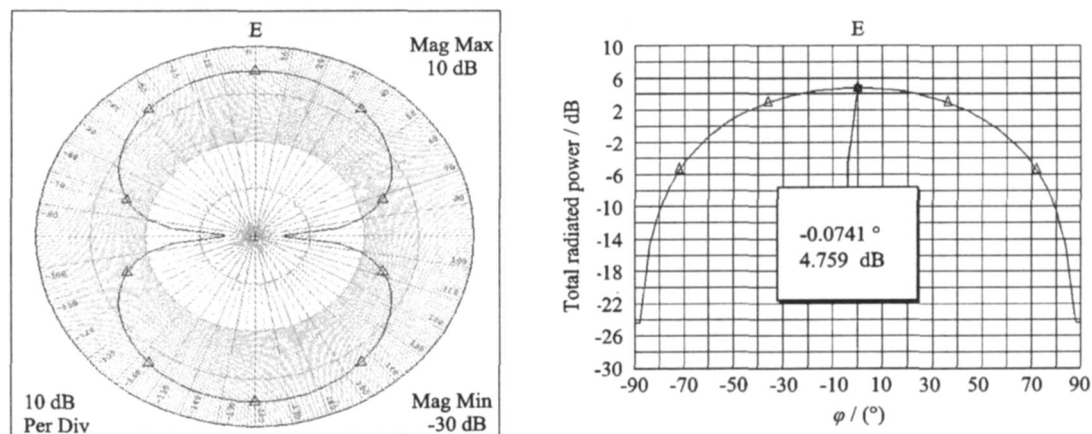 E
Mag Max
10 dB
10 dB
Per Div
Mag Min
-30 dB
E
Total radiated power / dB
10
6
2
-2
-6
-10
-14
-18
-22
-26
-30
-0.0741 °
4.759 dB
-90 -70 -50 -30 -10 10 30 50 70 90
φ / (°)